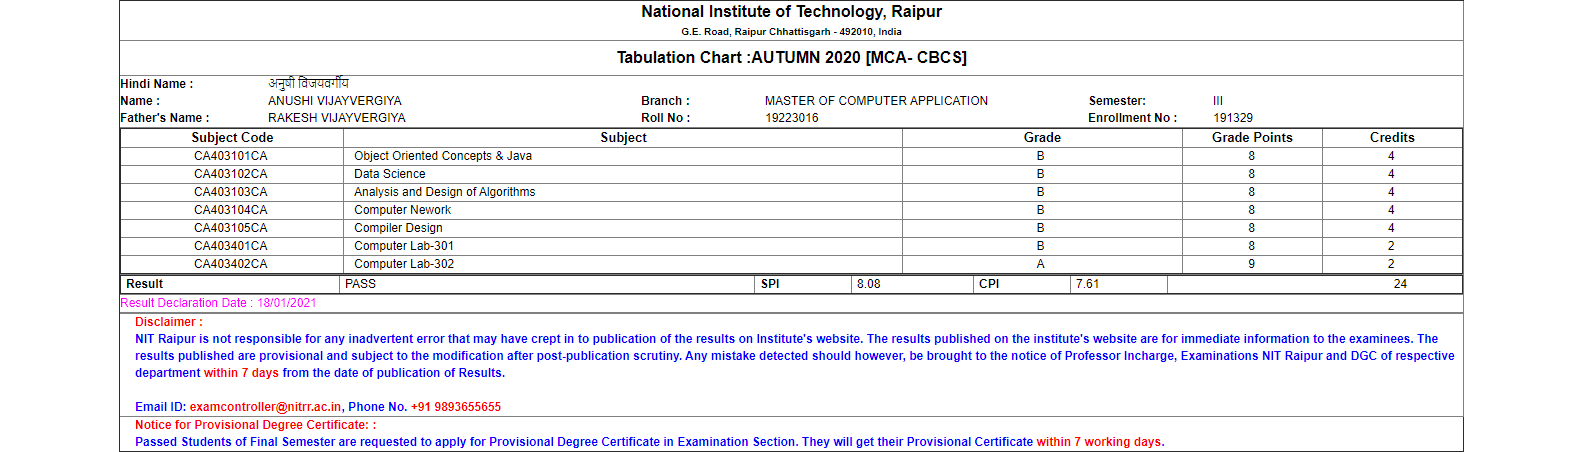 National Institute of Technology, Raipur
G.E. Road, Raipur Chhattisgarh - 492010, India
Tabulation Chart :AUTUMN 2020 [MCA- CBCS]
Hindi Name : अनुषी विजयवर्गीय
Name : ANUSHI VIJAYVERGIYA Branch : MASTER OF COMPUTER APPLICATION Semester: III
Father's Name : RAKESH VIJAYVERGIYA Roll No : 19223016 Enrollment No : 191329
Subject Code Subject Grade Grade Points Credits
CA403101CA Object Oriented Concepts & Java B 8 4
CA403102CA Data Science B 8 4
CA403103CA Analysis and Design of Algorithms B 8 4
CA403104CA Computer Nework B 8 4
CA403105CA Compiler Design B 8 4
CA403401CA Computer Lab-301 B 8 2
CA403402CA Computer Lab-302 A 9 2
Result PASS SPI 8.08 CPI 7.61 24
Result Declaration Date : 18/01/2021
Disclaimer :
NIT Raipur is not responsible for any inadvertent error that may have crept in to publication of the results on Institute's website. The results published on the institute's website are for immediate information to the examinees. The
results published are provisional and subject to the modification after post-publication scrutiny. Any mistake detected should however, be brought to the notice of Professor Incharge, Examinations NIT Raipur and DGC of respective
department within 7 days from the date of publication of Results.
Email ID: examcontroller@nitrr.ac.in, Phone No. +91 9893655655
Notice for Provisional Degree Certificate: :
Passed Students of Final Semester are requested to apply for Provisional Degree Certificate in Examination Section. They will get their Provisional Certificate within 7 working days.